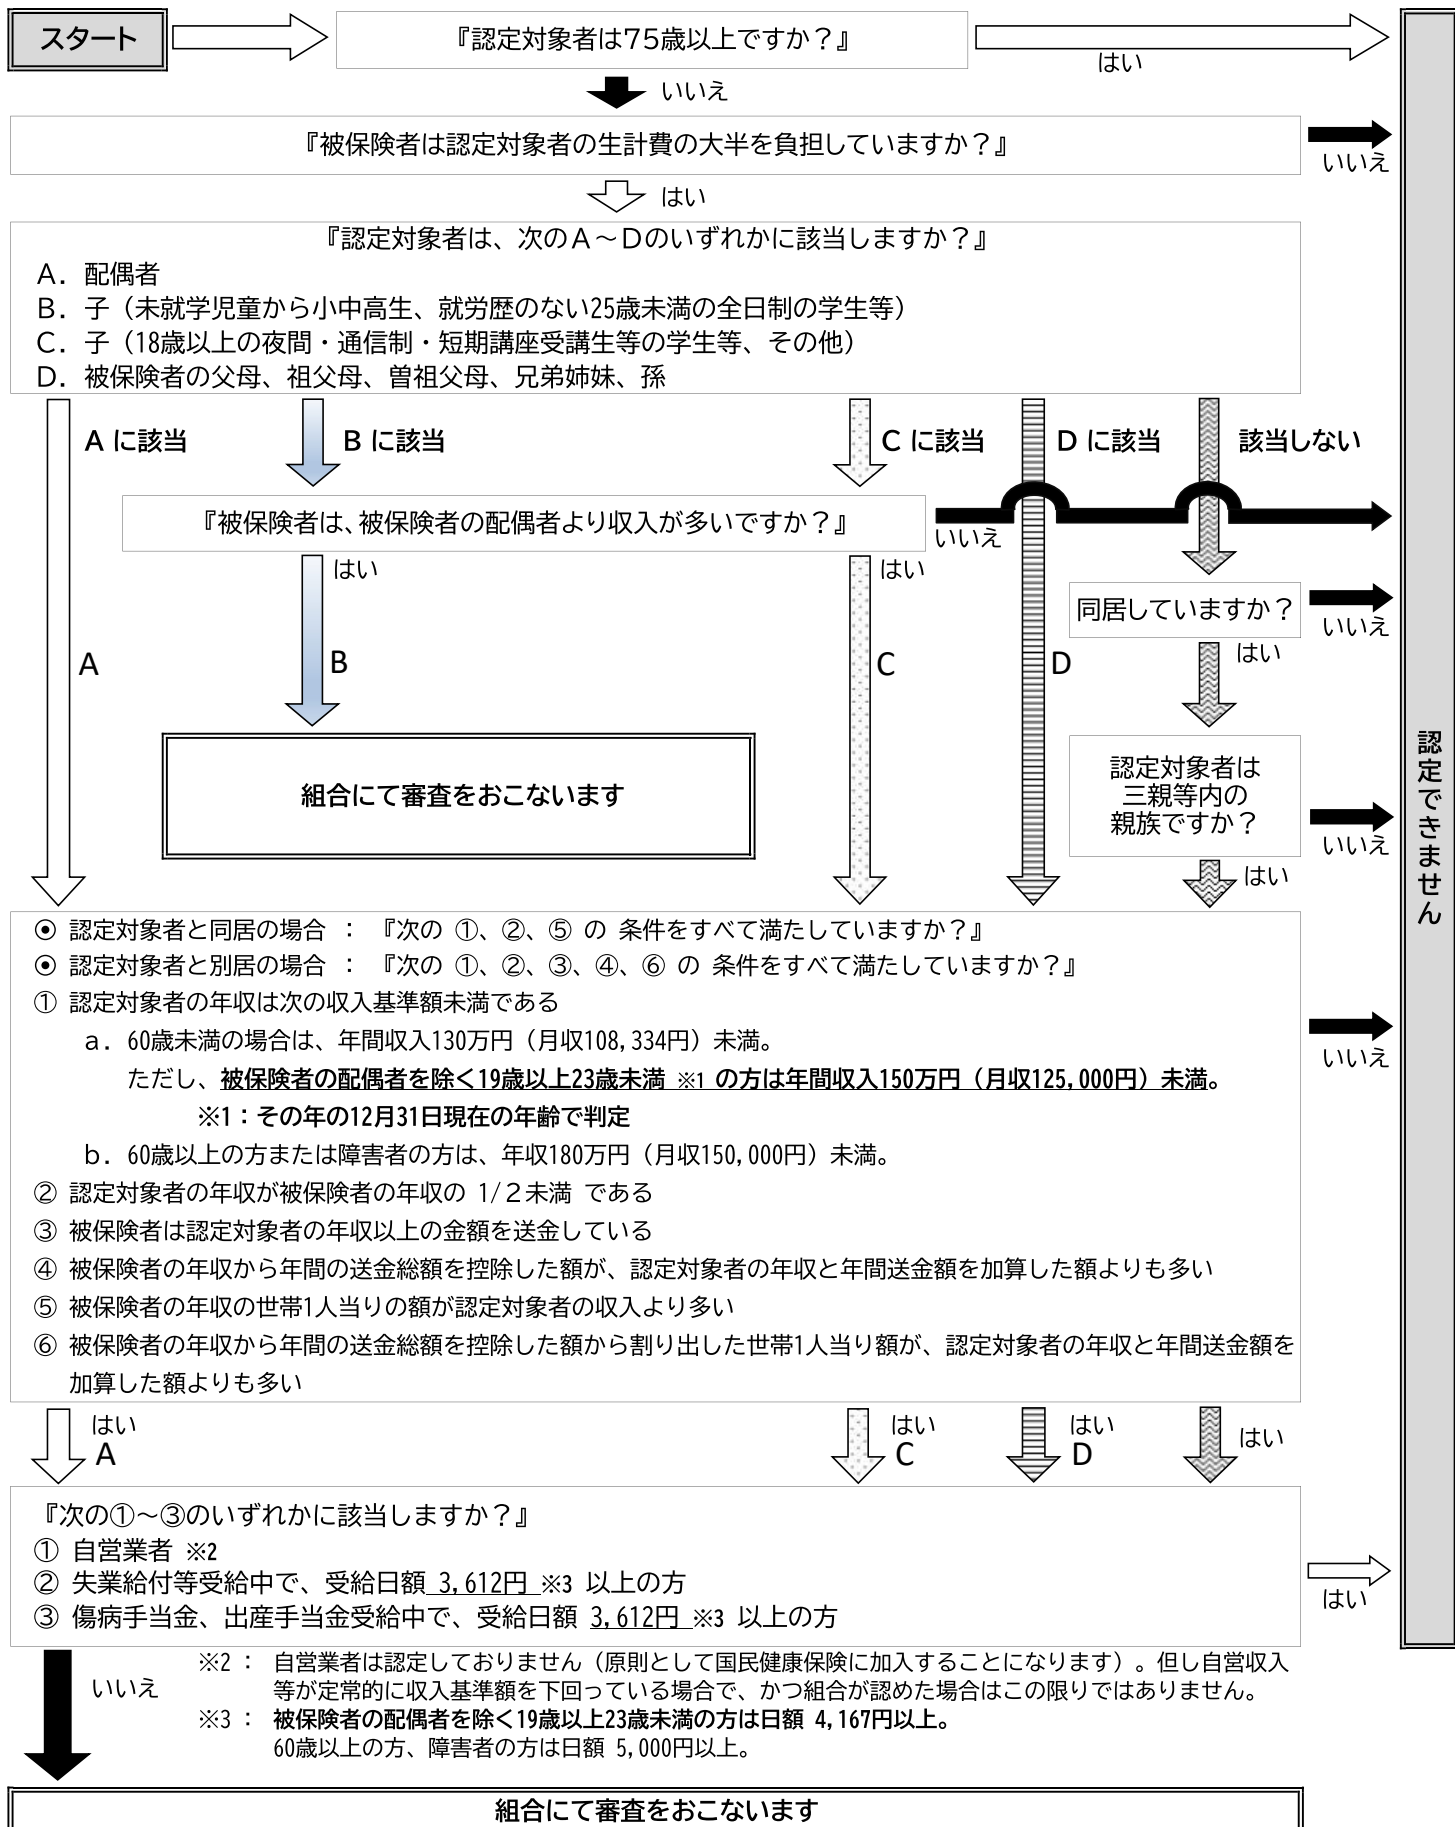 スタート
『認定対象者は75歳以上ですか？』
はい
いいえ
『被保険者は認定対象者の生計費の大半を負担していますか？』
いいえ
はい
『認定対象者は、次のA～Dのいずれかに該当しますか？』
A．配偶者
B．子（未就学児童から小中高生、就労歴のない25歳未満の全日制の学生等）
C．子（18歳以上の夜間・通信制・短期講座受講生等の学生等、その他）
D．被保険者の父母、祖父母、曽祖父母、兄弟姉妹、孫
A に該当
B に該当
C に該当
D に該当
該当しない
『被保険者は、被保険者の配偶者より収入が多いですか？』
いいえ
はい
はい
同居していますか？
いいえ
はい
A
B
C
D
組合にて審査をおこないます
認定対象者は
三親等内の
親族ですか？
いいえ
はい
認定できません
⦿ 認定対象者と同居の場合 ： 『次の ①、②、⑤ の 条件をすべて満たしていますか？』
⦿ 認定対象者と別居の場合 ： 『次の ①、②、③、④、⑥ の 条件をすべて満たしていますか？』
① 認定対象者の年収は次の収入基準額未満である
a．60歳未満の場合は、年間収入130万円（月収108,334円）未満。
ただし、被保険者の配偶者を除く19歳以上23歳未満 ※1 の方は年間収入150万円（月収125,000円）未満。
※1：その年の12月31日現在の年齢で判定
b．60歳以上の方または障害者の方は、年収180万円（月収150,000円）未満。
② 認定対象者の年収が被保険者の年収の 1/2未満 である
③ 被保険者は認定対象者の年収以上の金額を送金している
④ 被保険者の年収から年間の送金総額を控除した額が、認定対象者の年収と年間送金額を加算した額よりも多い
⑤ 被保険者の年収の世帯1人当りの額が認定対象者の収入より多い
⑥ 被保険者の年収から年間の送金総額を控除した額から割り出した世帯1人当り額が、認定対象者の年収と年間送金額を
加算した額よりも多い
いいえ
はい
A
はい
C
はい
D
はい
『次の①～③のいずれかに該当しますか？』
① 自営業者 ※2
② 失業給付等受給中で、受給日額 3,612円 ※3 以上の方
③ 傷病手当金、出産手当金受給中で、受給日額 3,612円 ※3 以上の方
はい
いいえ
※2 ： 自営業者は認定しておりません（原則として国民健康保険に加入することになります）。但し自営収入
等が定常的に収入基準額を下回っている場合で、かつ組合が認めた場合はこの限りではありません。
※3 ： 被保険者の配偶者を除く19歳以上23歳未満の方は日額 4,167円以上。
60歳以上の方、障害者の方は日額 5,000円以上。
組合にて審査をおこないます